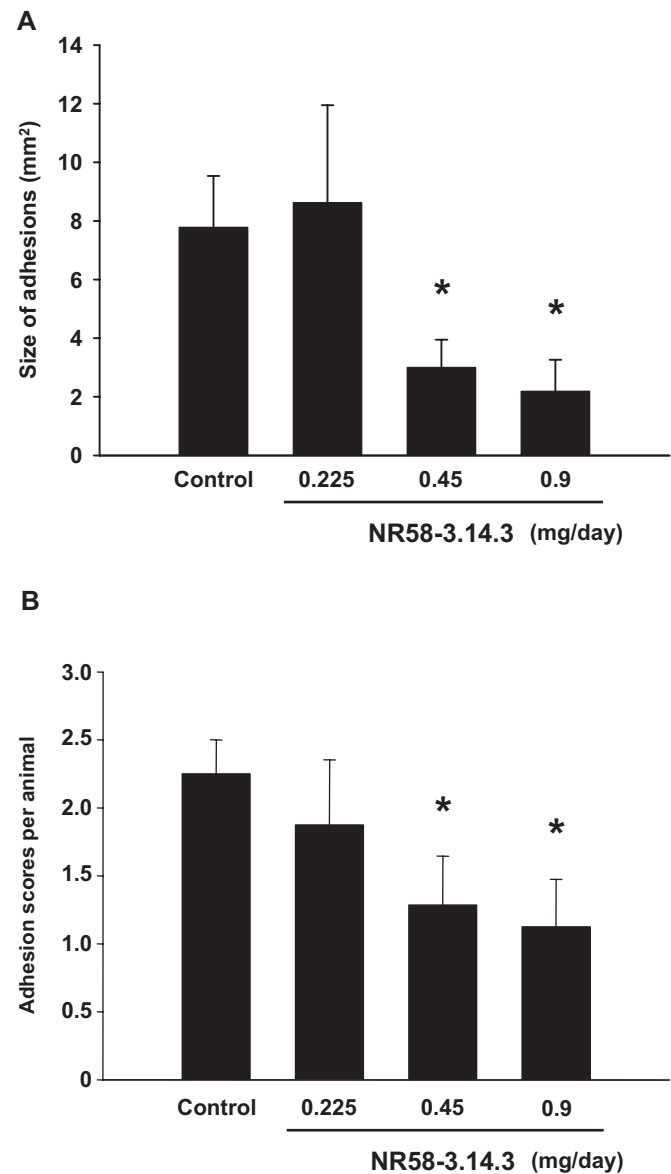 A
14
12
10
8
6
4
2
0
Size of adhesions (mm²)
*
*
Control 0.225 0.45 0.9
NR58-3.14.3 (mg/day)
B
3.0
2.5
2.0
1.5
1.0
0.5
0
Adhesion scores per animal
*
*
Control 0.225 0.45 0.9
NR58-3.14.3 (mg/day)